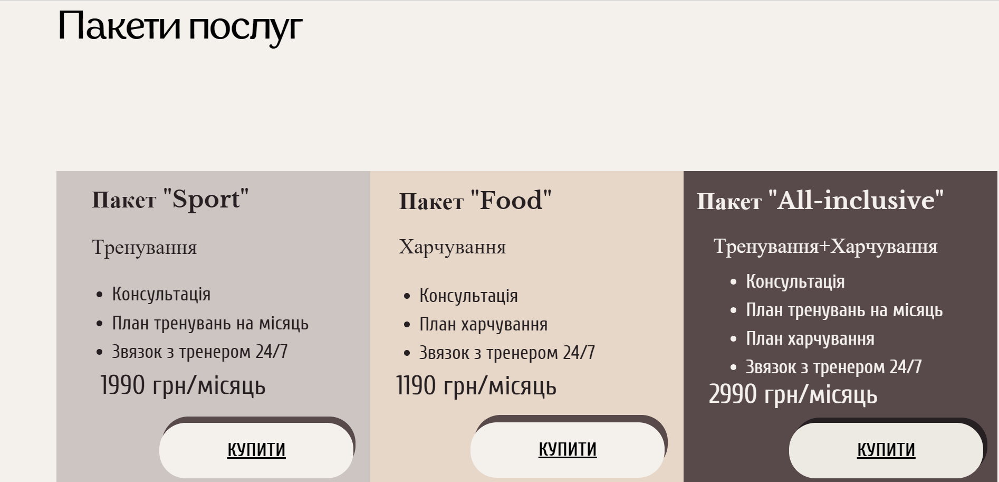 Пакети послуг
Пакет "Sport"
Тренування
Консультація
План тренувань на місяць
Звязок з тренером 24/7
1990 грн/місяць
КУПИТИ
Пакет "Food"
Харчування
Консультація
План харчування
Звязок з тренером 24/7
1190 грн/місяць
КУПИТИ
Пакет "All-inclusive"
Тренування+Харчування
Консультація
План тренувань на місяць
План харчування
Звязок з тренером 24/7
2990 грн/місяць
КУПИТИ